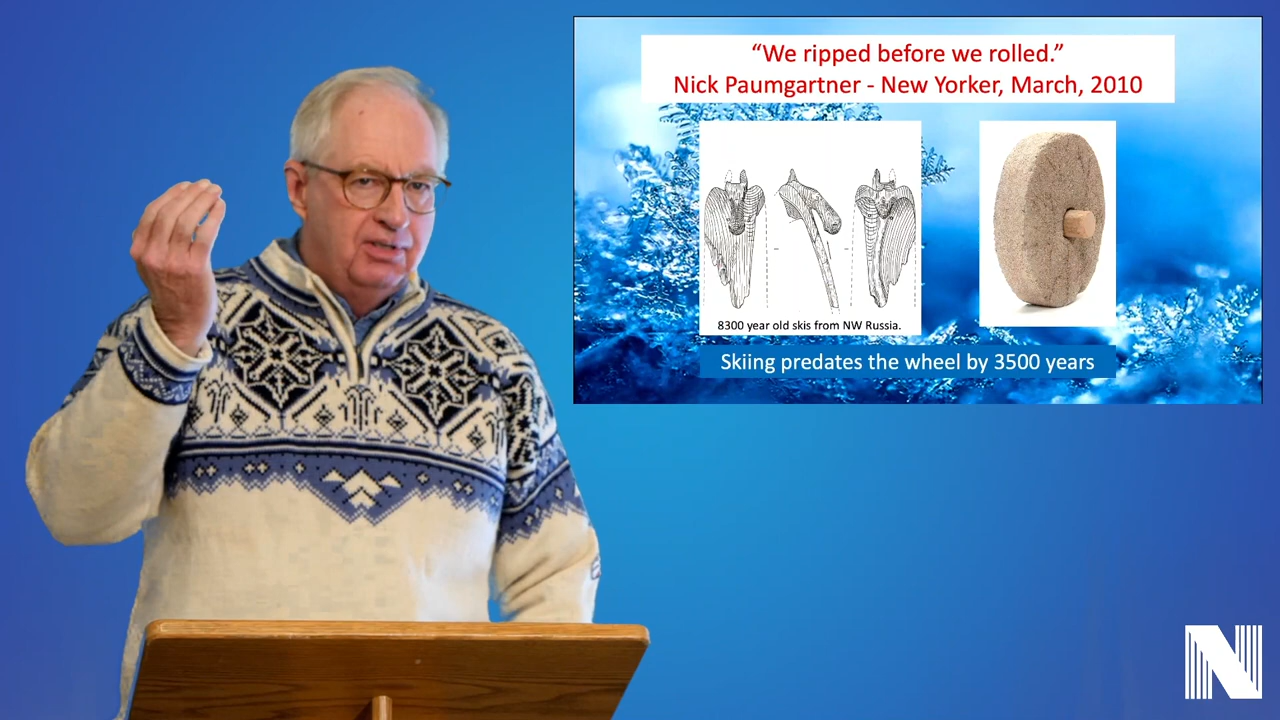 “We ripped before we rolled.”
Nick Paumgartner - New Yorker, March, 2010
8300 year old skis from NW Russia.
Skiing predates the wheel by 3500 years
N